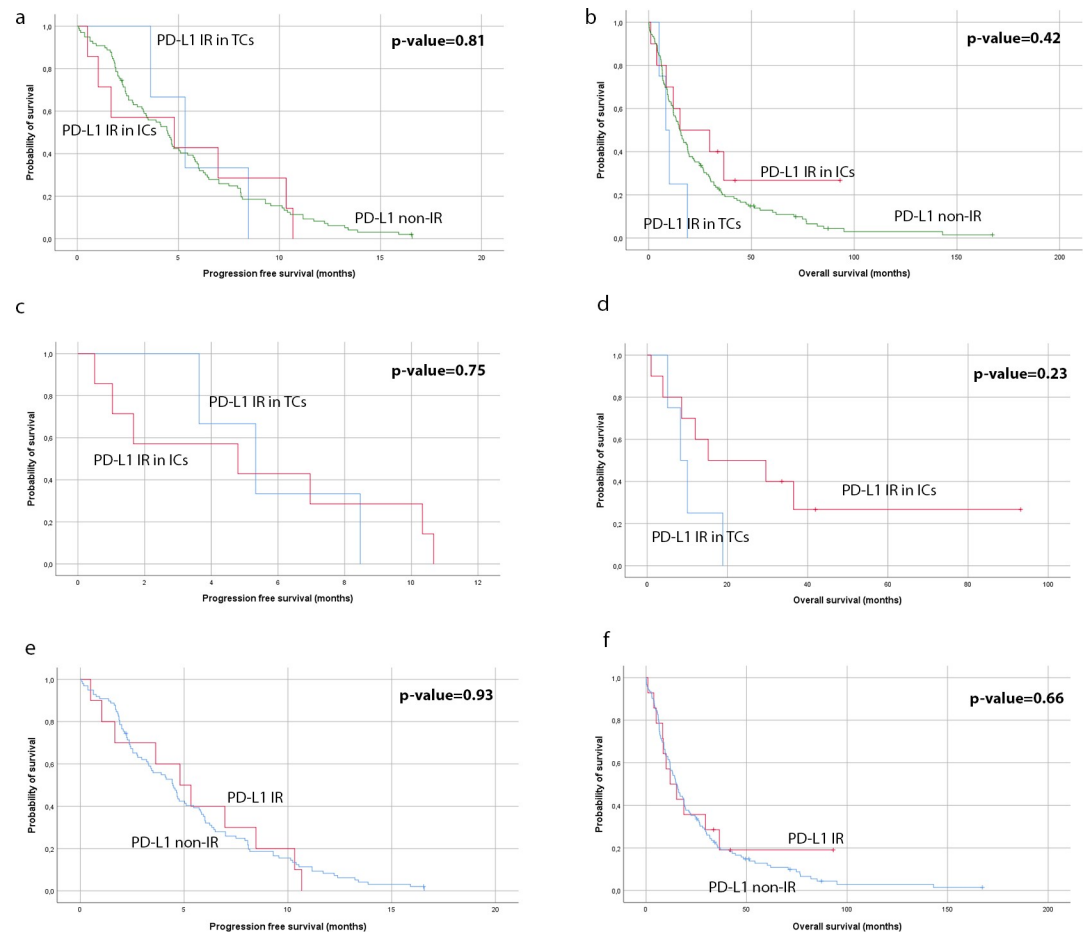 a
p-value=0.81
PD-L1 IR in TCs
PD-L1 IR in ICs
PD-L1 non-IR
Probability of survival
1,0
0,8
0,6
0,4
0,2
0,0
0
5
10
15
20
Progression free survival (months)
b
p-value=0.42
PD-L1 IR in ICs
PD-L1 IR in TCs
PD-L1 non-IR
Probability of survival
1,0
0,8
0,6
0,4
0,2
0,0
0
50
100
150
200
Overall survival (months)
c
p-value=0.75
PD-L1 IR in TCs
PD-L1 IR in ICs
Probability of survival
1,0
0,8
0,6
0,4
0,2
0,0
0
2
4
6
8
10
12
Progression free survival (months)
d
p-value=0.23
PD-L1 IR in ICs
PD-L1 IR in TCs
Probability of survival
1,0
0,8
0,6
0,4
0,2
0,0
0
20
40
60
80
100
Overall survival (months)
e
p-value=0.93
PD-L1 IR
PD-L1 non-IR
Probability of survival
1,0
0,8
0,6
0,4
0,2
0,0
0
5
10
15
20
Progression free survival (months)
f
p-value=0.66
PD-L1 IR
PD-L1 non-IR
Probability of survival
1,0
0,8
0,6
0,4
0,2
0,0
0
50
100
150
200
Overall survival (months)